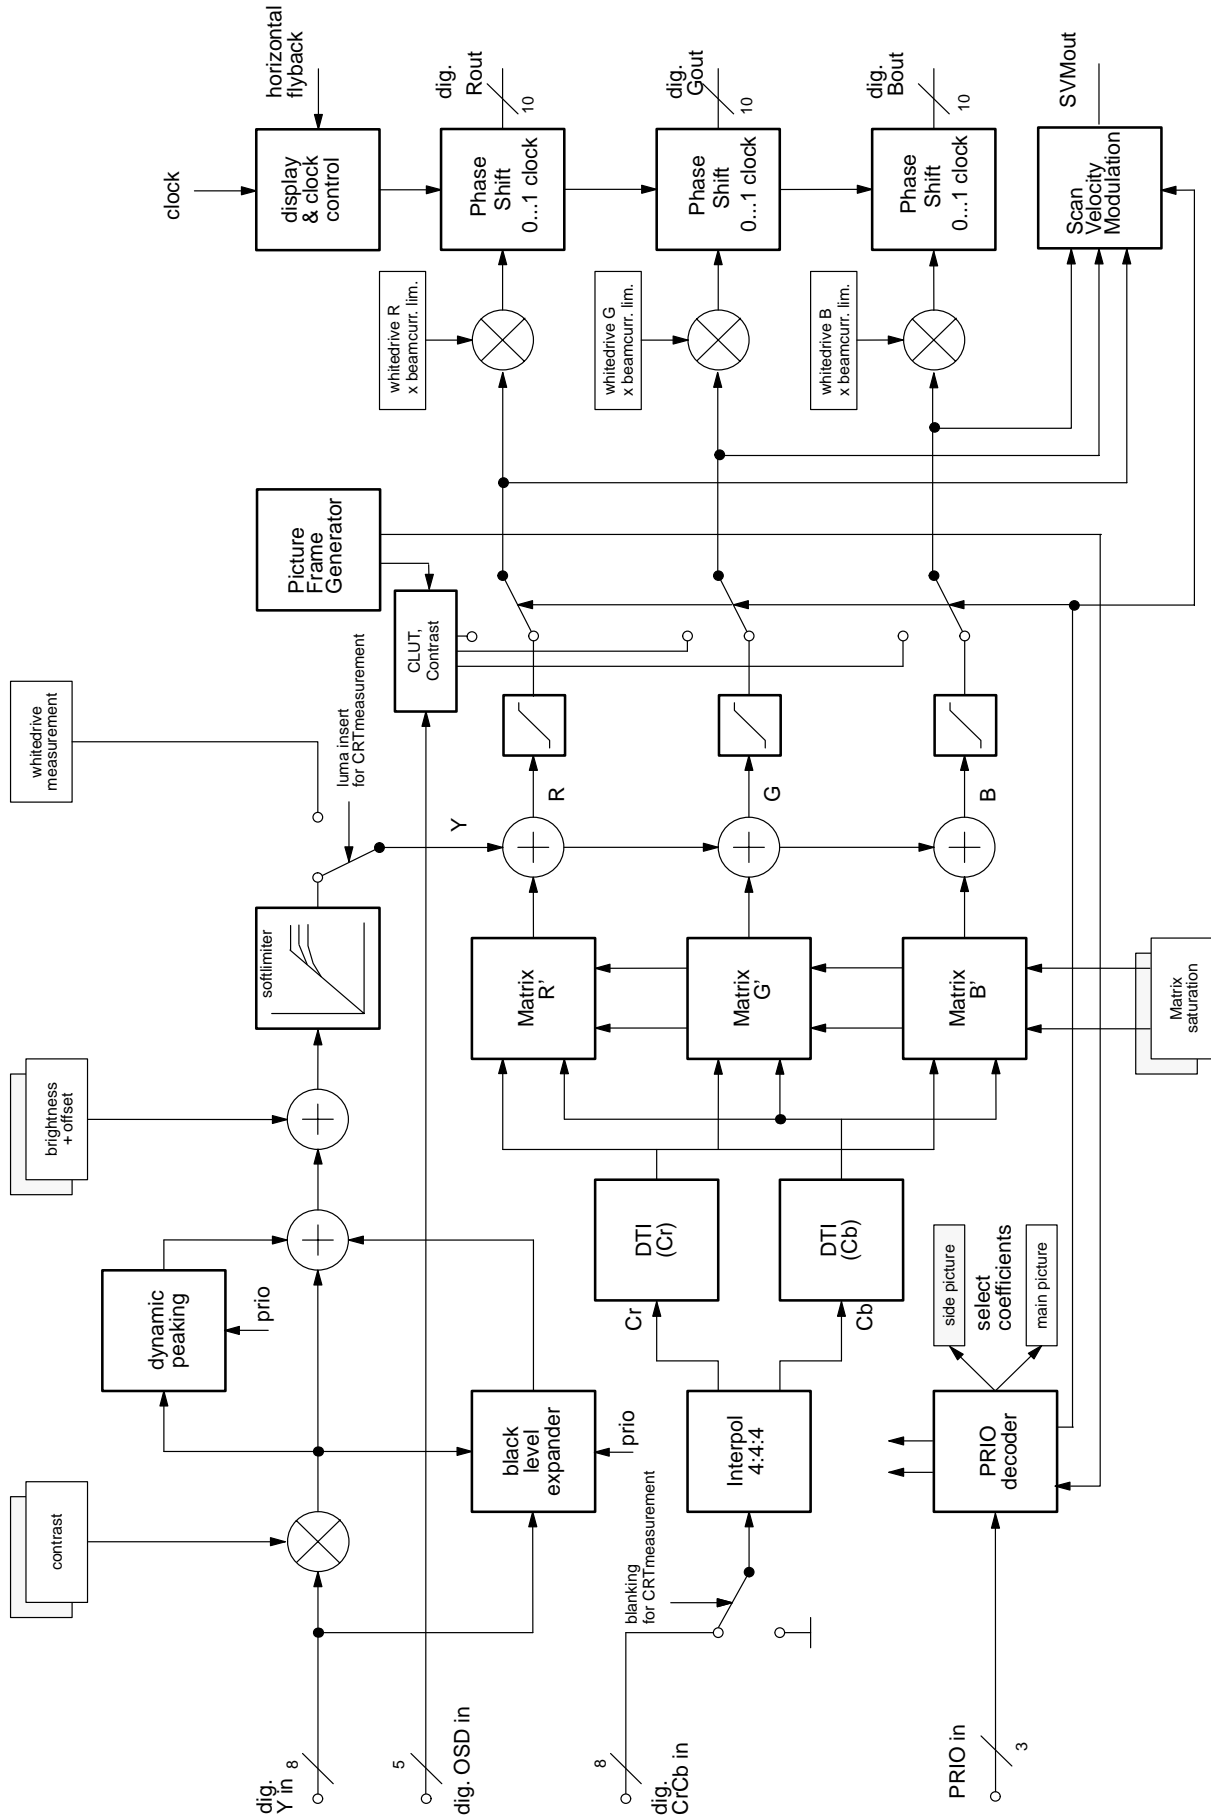 dig.
Y in
8
contrast
dynamic
peaking
prio
brightness
+ offset
softlimiter
whitedrive
measurement
luma insert
for CRTmeasurement
Y
Picture
Frame
Generator
CLUT,
Contrast
clock
horizontal
flyback
display
& clock
control
5
dig. OSD in
black
level
expander
prio
8
dig.
CrCb in
blanking
for CRTmeasurement
Interpol
4:4:4
Cr
Cb
DTI
(Cr)
DTI
(Cb)
Matrix
R’
Matrix
G’
Matrix
B’
Matrix
saturation
R
G
B
whitedrive R
x beamcurr. lim.
whitedrive G
x beamcurr. lim.
whitedrive B
x beamcurr. lim.
Phase
Shift
0...1 clock
Phase
Shift
0...1 clock
Phase
Shift
0...1 clock
dig.
Rout
10
dig.
Gout
10
dig.
Bout
10
PRIO in
3
PRIO
decoder
side picture
select
coefficients
main picture
Scan
Velocity
Modulation
SVMout